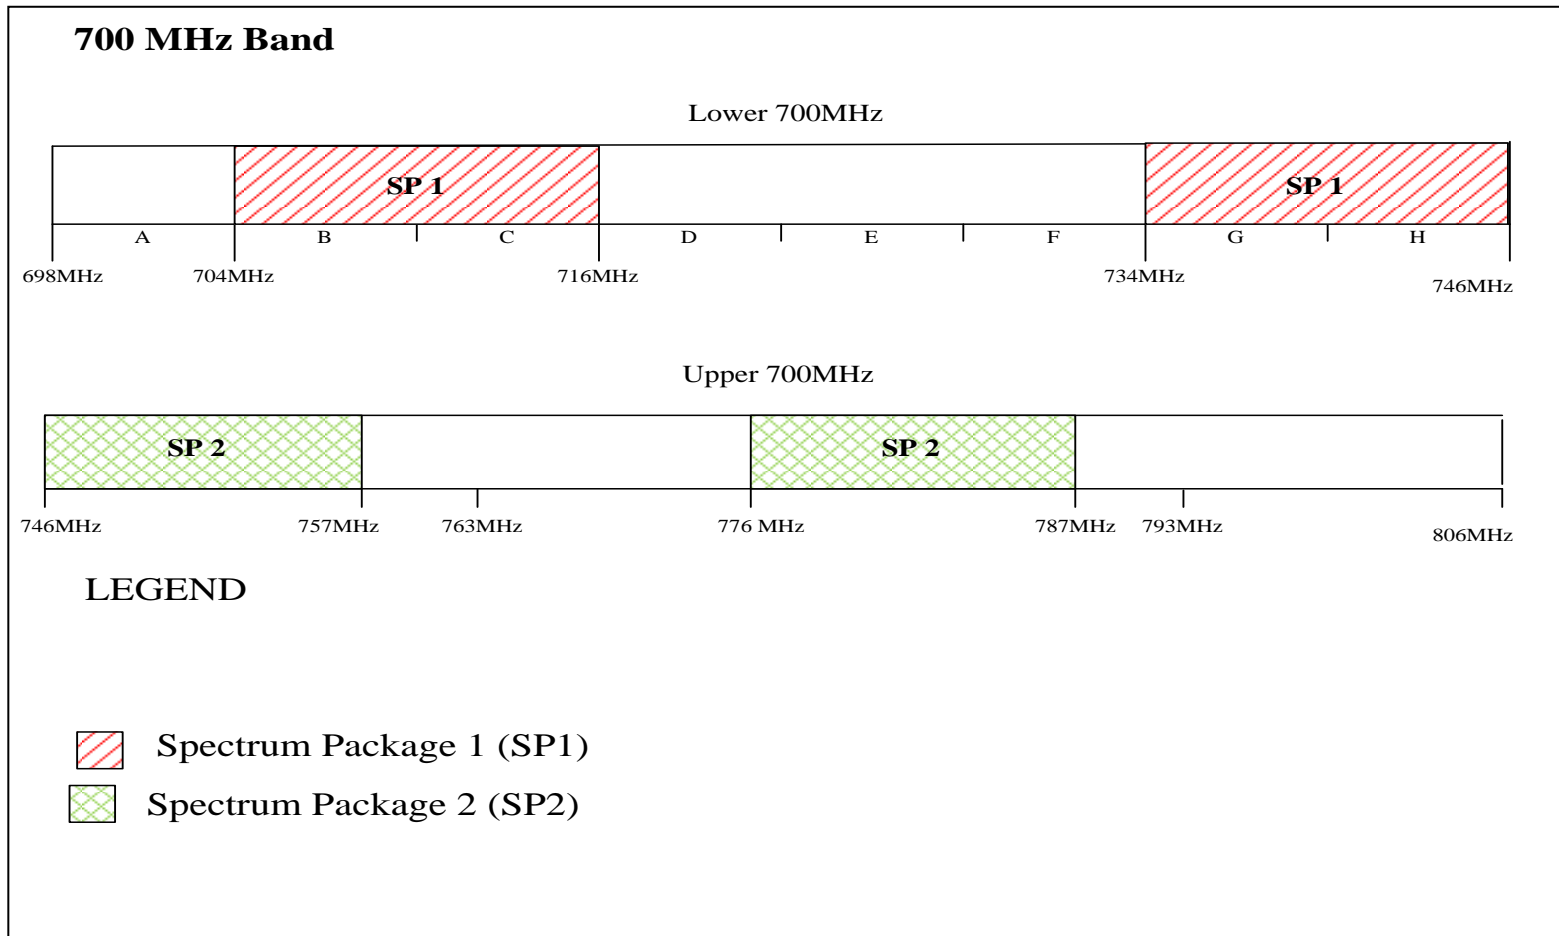 700 MHz Band
Lower 700MHz
SP 1 SP 1
A B C D E F G H
698MHz 704MHz 716MHz 734MHz 746MHz
Upper 700MHz
SP 2 SP 2
746MHz 757MHz 763MHz 776 MHz 787MHz 793MHz 806MHz
LEGEND
Spectrum Package 1 (SP1)
Spectrum Package 2 (SP2)